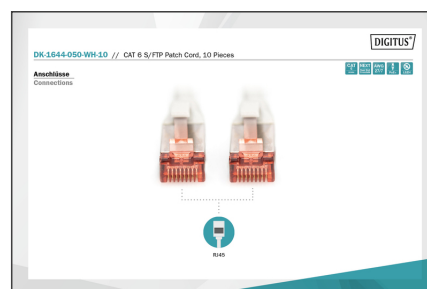 DIGITUS®
DK-1644-050-WH-10 // CAT 6 S/FTP Patch Cord, 10 Pieces
Anschlüsse
Connections
RJ45